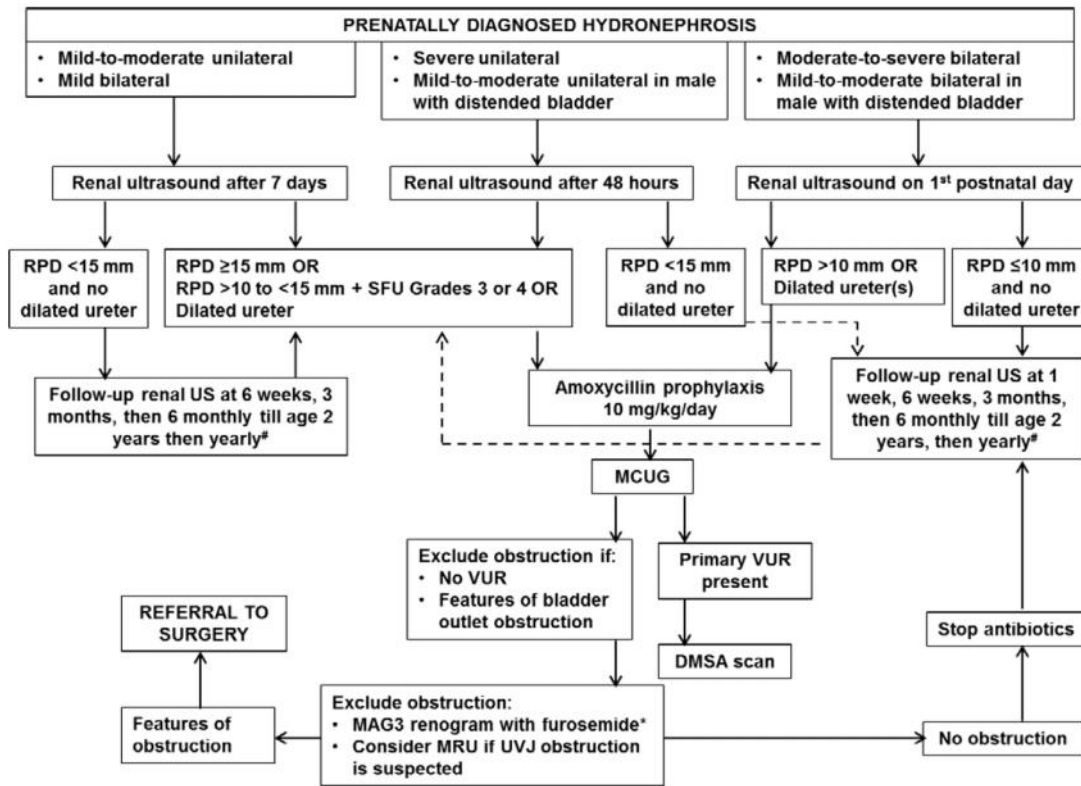 PRENATALLY DIAGNOSED HYDRONEPHROSIS
• Mild-to-moderate unilateral
• Mild bilateral
• Severe unilateral
• Mild-to-moderate unilateral in male
with distended bladder
• Moderate-to-severe bilateral
• Mild-to-moderate bilateral in
male with distended bladder
Renal ultrasound after 7 days
Renal ultrasound after 48 hours
Renal ultrasound on 1st postnatal day
RPD <15 mm
and no
dilated ureter
RPD ≥15 mm OR
RPD >10 to <15 mm + SFU Grades 3 or 4 OR
Dilated ureter
RPD <15 mm
and no
dilated ureter
RPD >10 mm OR
Dilated ureter(s)
RPD ≤10 mm
and no
dilated ureter
Follow-up renal US at 6 weeks, 3
months, then 6 monthly till age 2
years then yearly#
Amoxycillin prophylaxis
10 mg/kg/day
Follow-up renal US at 1
week, 6 weeks, 3 months,
then 6 monthly till age 2
years, then yearly#
MCUG
Exclude obstruction if:
• No VUR
• Features of bladder
outlet obstruction
Primary VUR
present
REFERRAL TO
SURGERY
DMSA scan
Stop antibiotics
Features of
obstruction
Exclude obstruction:
• MAG3 renogram with furosemide*
• Consider MRU if UVJ obstruction
is suspected
No obstruction